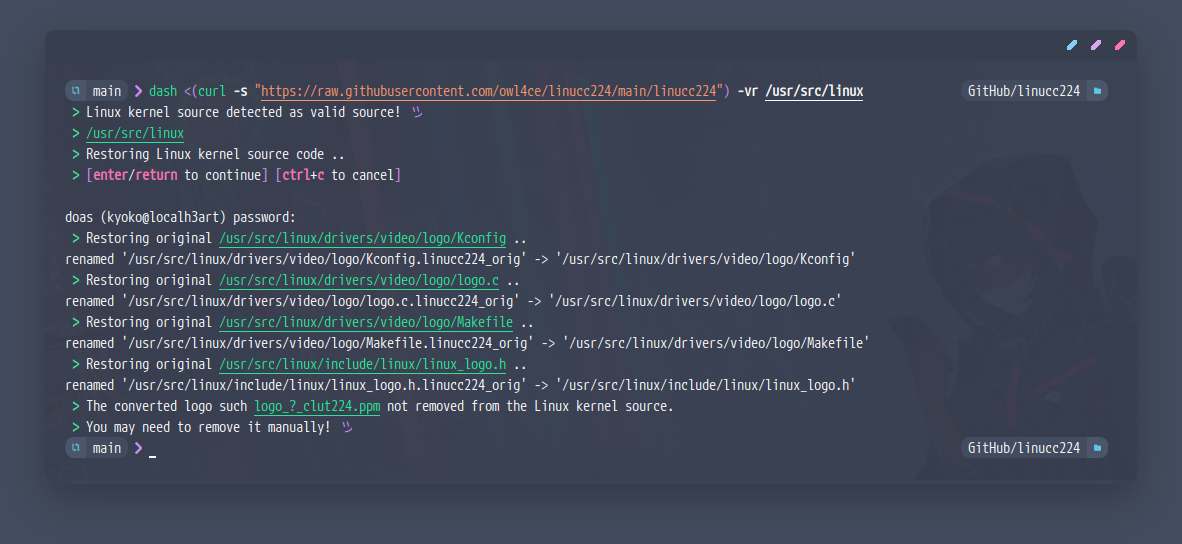 main ❯ dash <(curl -s "https://raw.githubusercontent.com/owl4ce/linucc224/main/linucc224") -vr /usr/src/linux GitHub/linucc224
> Linux kernel source detected as valid source! ツ
> /usr/src/linux
> Restoring Linux kernel source code ..
> [enter/return to continue] [ctrl+c to cancel]
doas (kyoko@localh3art) password:
> Restoring original /usr/src/linux/drivers/video/logo/Kconfig ..
renamed '/usr/src/linux/drivers/video/logo/Kconfig.linucc224_orig' -> '/usr/src/linux/drivers/video/logo/Kconfig'
> Restoring original /usr/src/linux/drivers/video/logo/logo.c ..
renamed '/usr/src/linux/drivers/video/logo/logo.c.linucc224_orig' -> '/usr/src/linux/drivers/video/logo/logo.c'
> Restoring original /usr/src/linux/drivers/video/logo/Makefile ..
renamed '/usr/src/linux/drivers/video/logo/Makefile.linucc224_orig' -> '/usr/src/linux/drivers/video/logo/Makefile'
> Restoring original /usr/src/linux/include/linux/linux_logo.h ..
renamed '/usr/src/linux/include/linux/linux_logo.h.linucc224_orig' -> '/usr/src/linux/include/linux/linux_logo.h'
> The converted logo such logo_?_clut224.ppm not removed from the Linux kernel source.
> You may need to remove it manually! ツ
main ❯ _ GitHub/linucc224